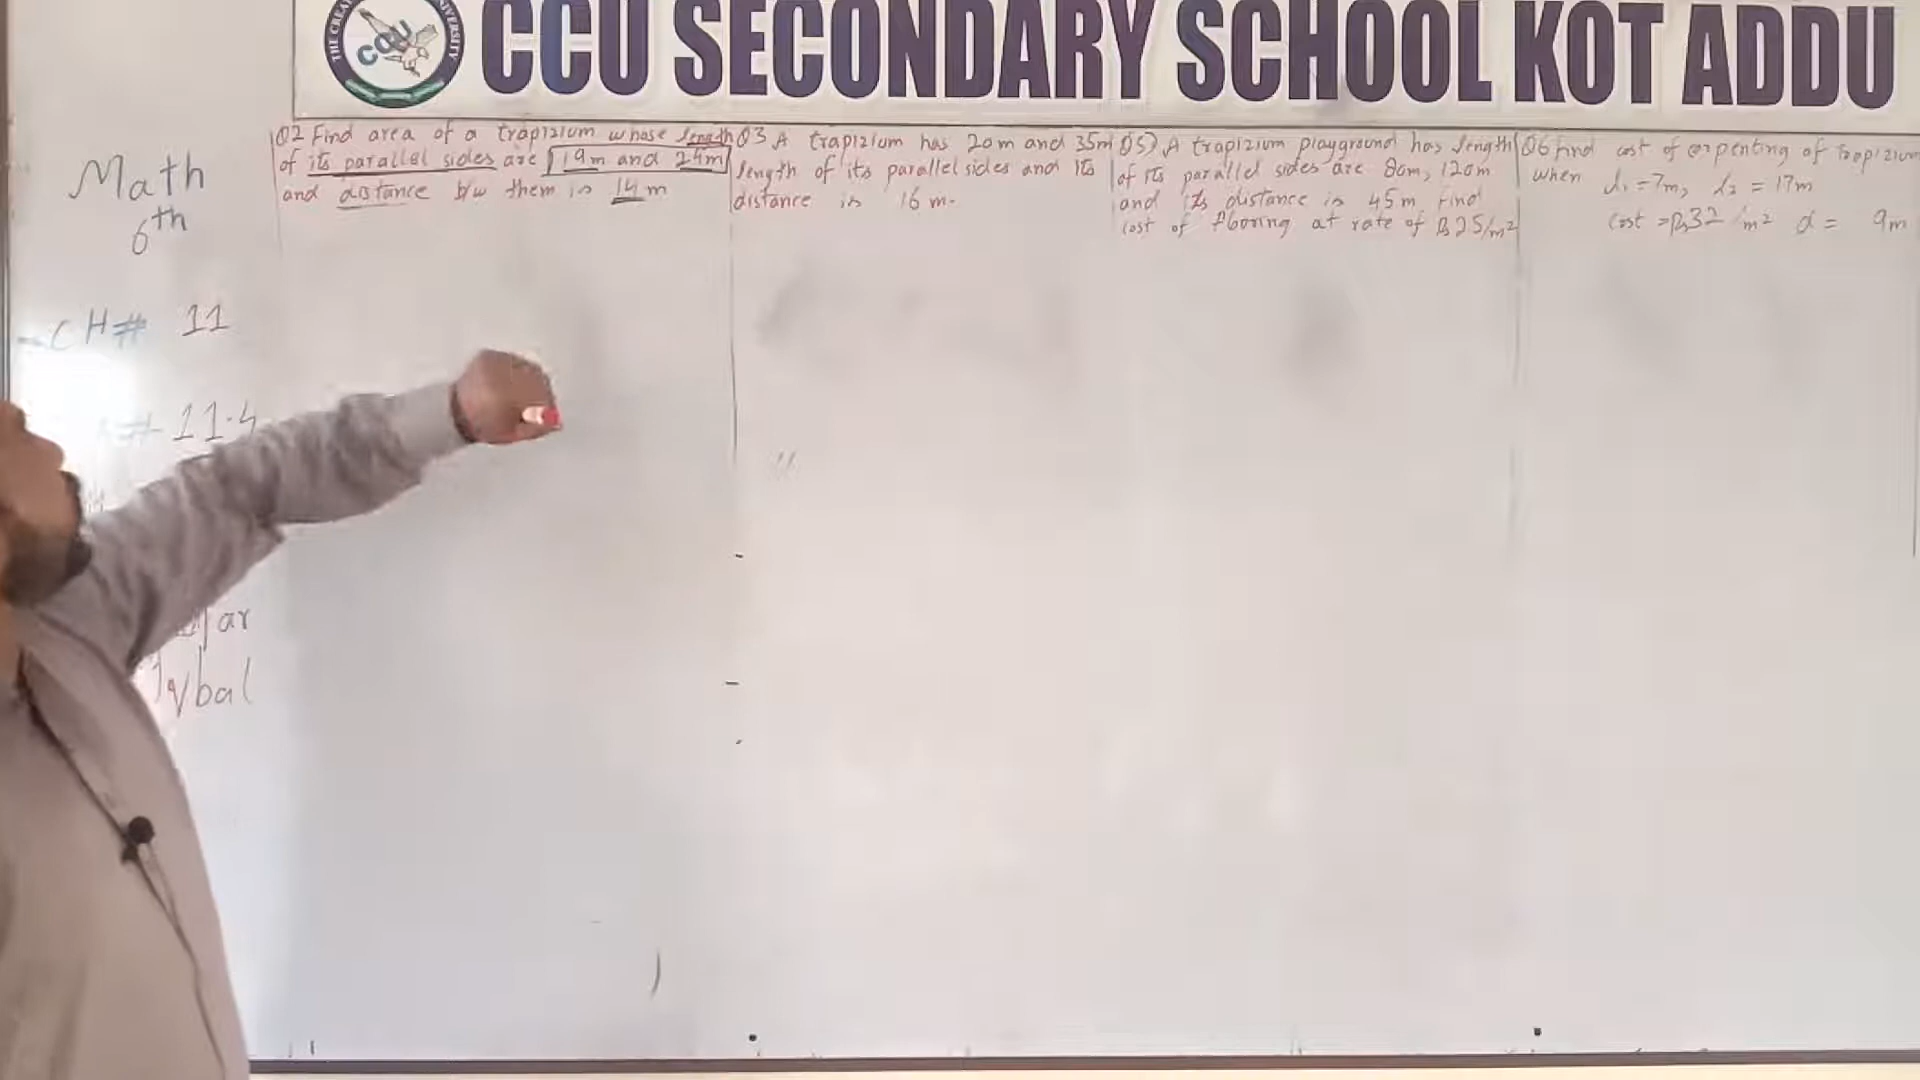 CCU SECONDARY SCHOOL KOT ADDU
CCU
Math
6th
CH# 11
# 11.4
Iqbal
Q2 Find area of a trapizium whose length
of its parallel sides are 19m and 24m
and distance b/w them is 14 m
Q3 A trapizium has 20m and 35m
length of its parallel sides and its
distance is 16 m.
Q5) A trapizium playground has length
of its parallel sides are 80m, 120m
and its distance is 45m Find
cost of flooring at rate of Rs25/m²
Q6 Find cost of carpenting of trapizium
when l₁ = 7m, l₂ = 17m
Cost = Rs32 /m² d = 9m